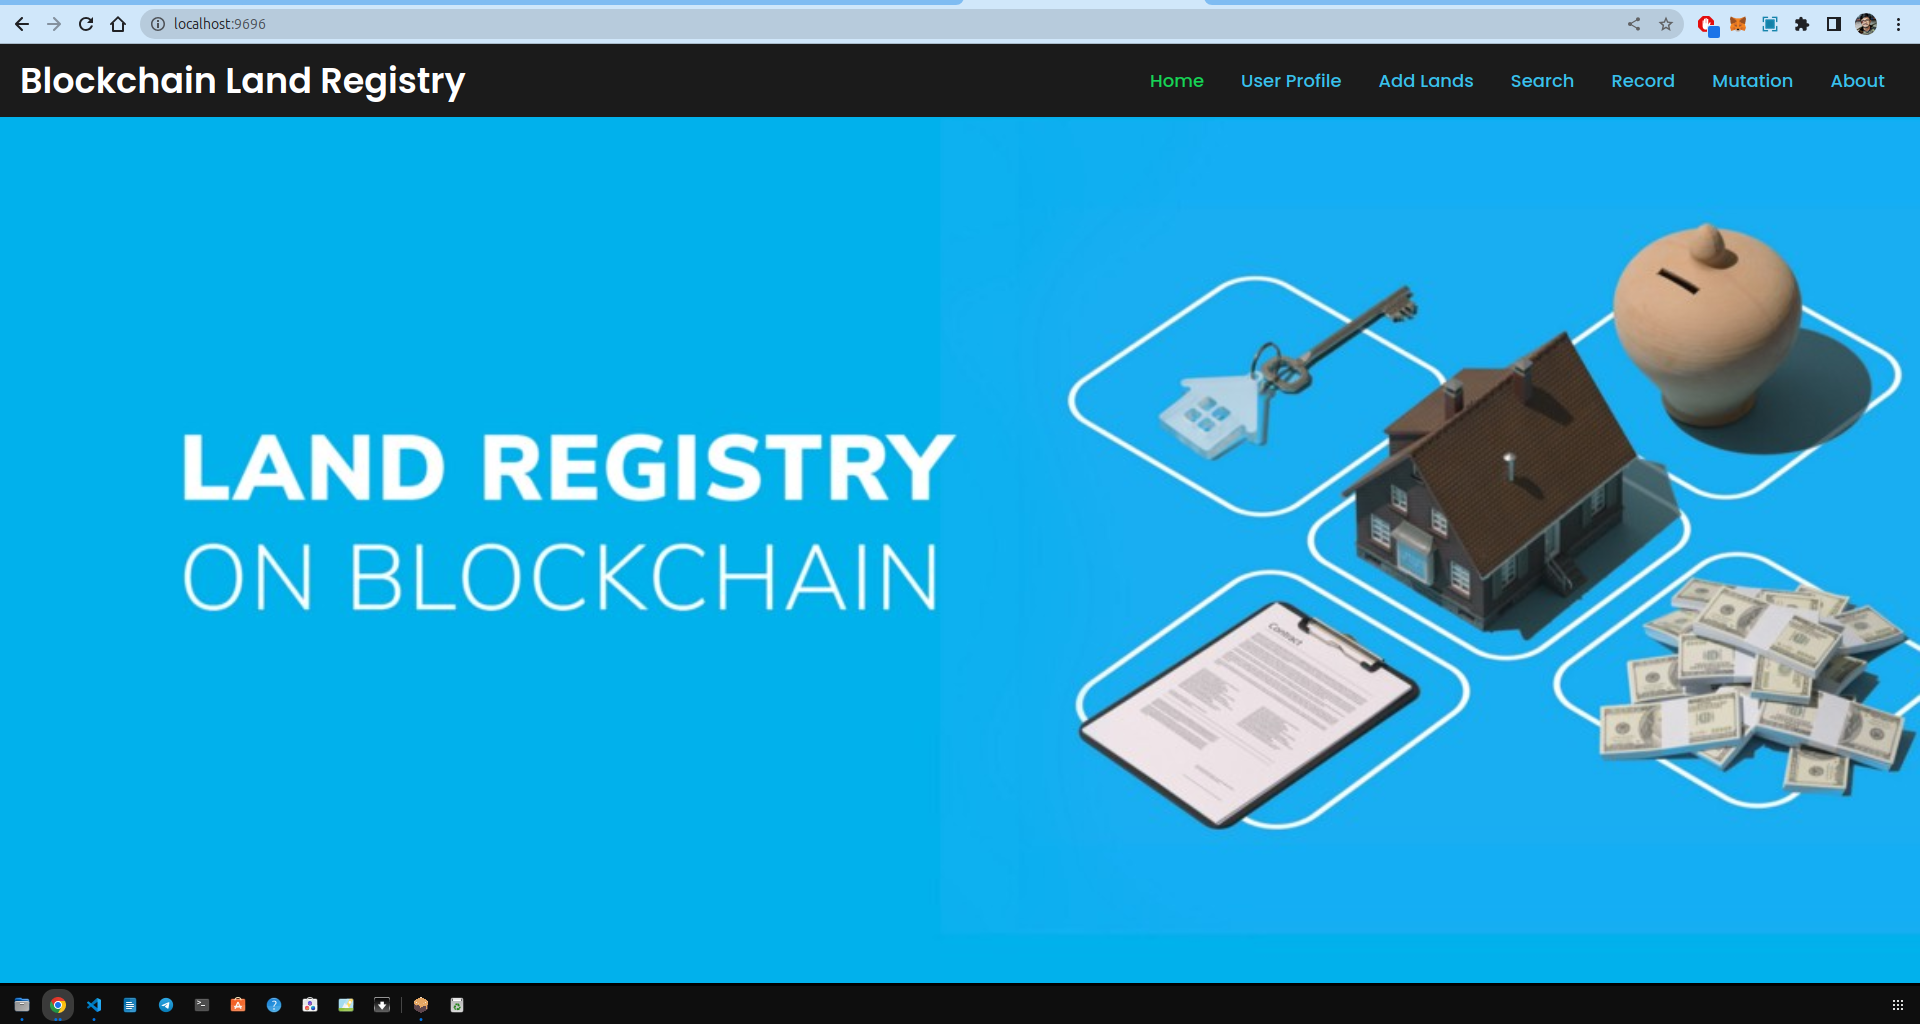 localhost:9696
Blockchain Land Registry
Home User Profile Add Lands Search Record Mutation About
LAND REGISTRY
ON BLOCKCHAIN
Contract